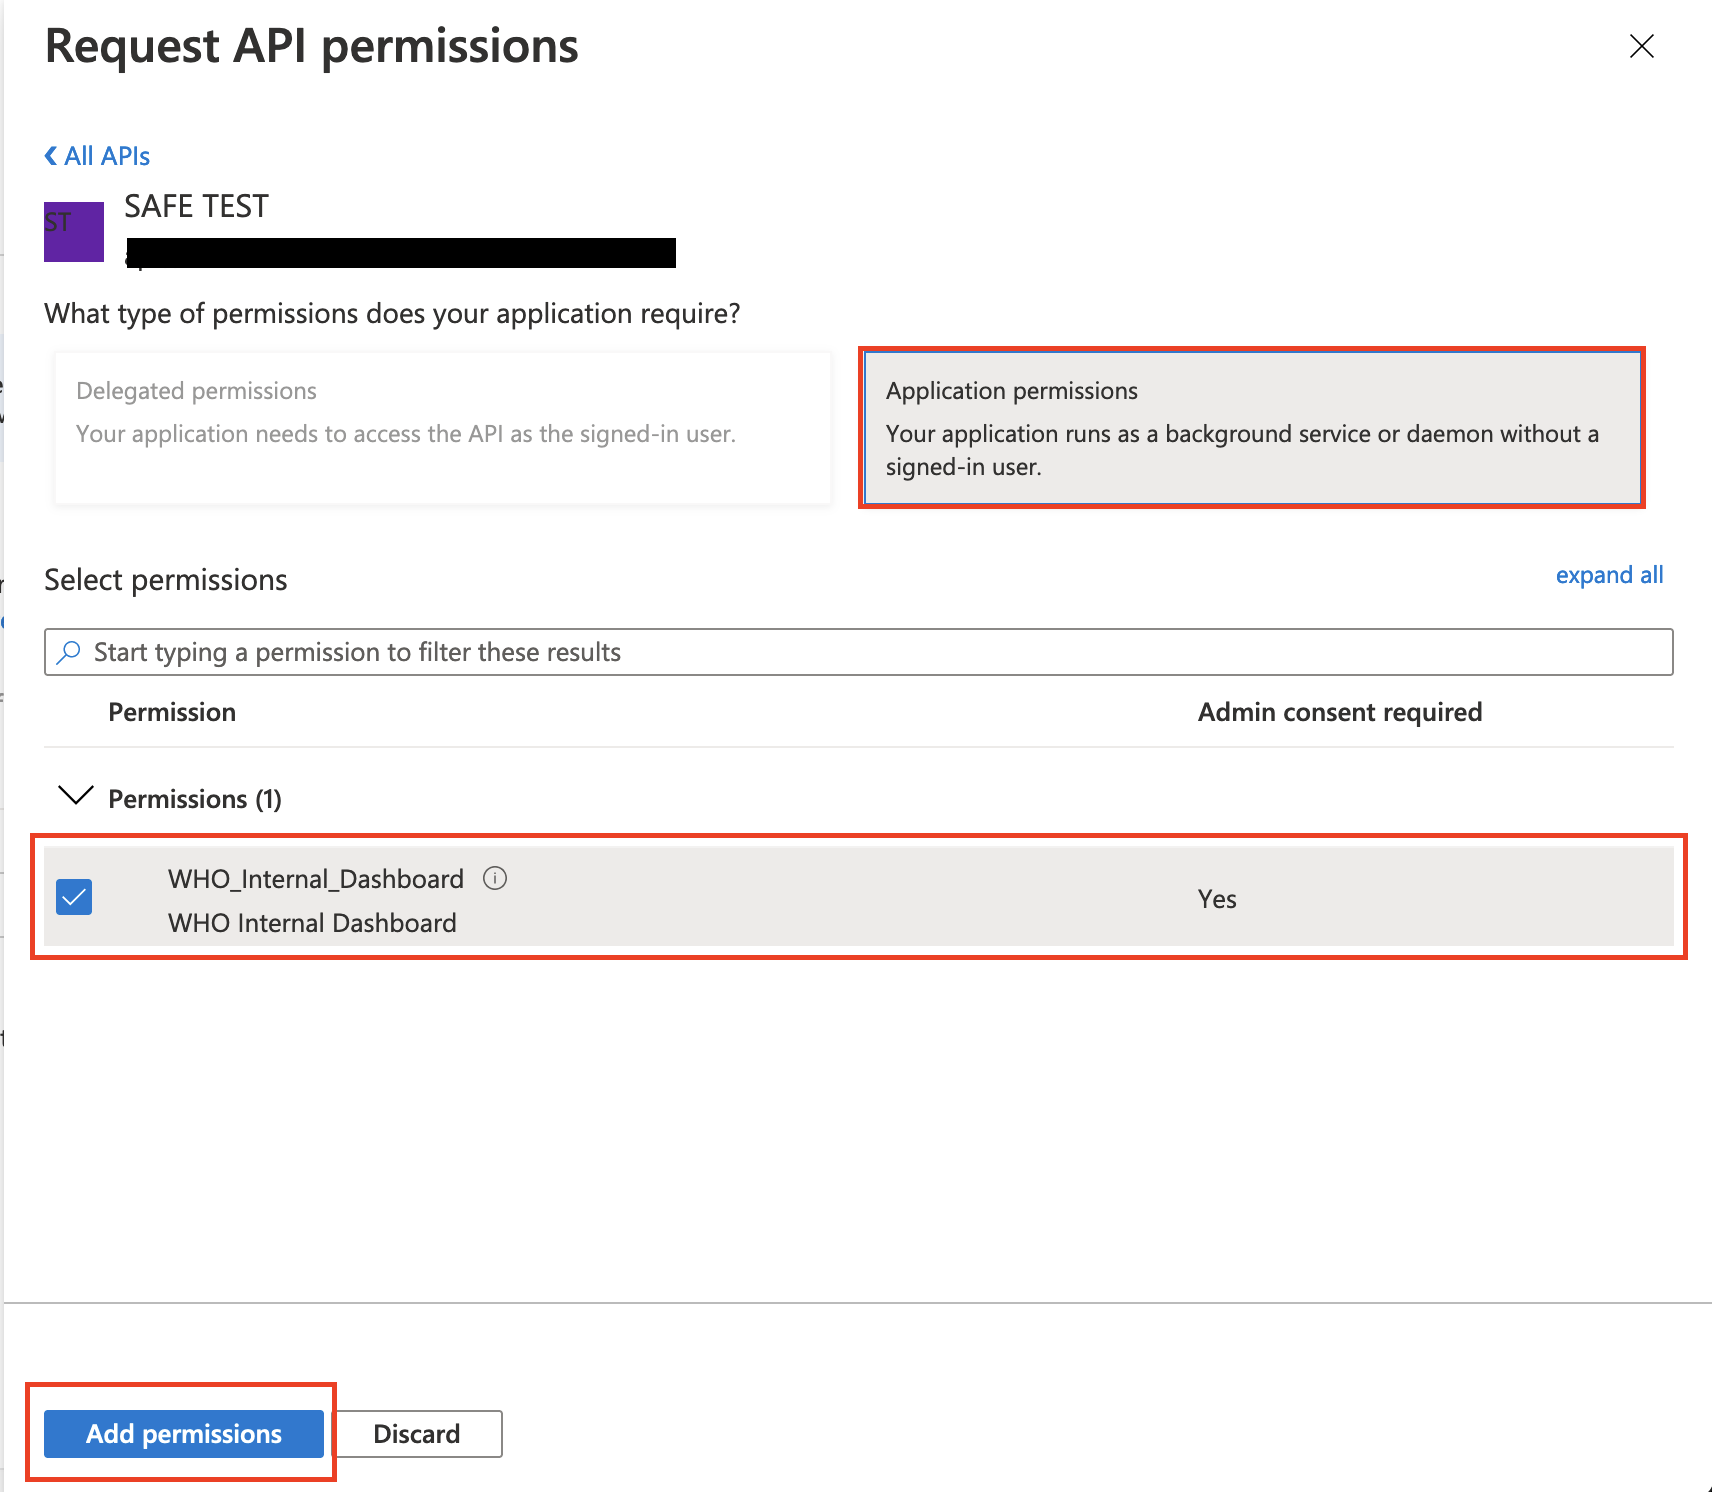 Request API permissions
All APIs
ST
SAFE TEST
What type of permissions does your application require?
Delegated permissions
Your application needs to access the API as the signed-in user.
Application permissions
Your application runs as a background service or daemon without a
signed-in user.
Select permissions
expand all
Start typing a permission to filter these results
Permission
Admin consent required
Permissions (1)
WHO_Internal_Dashboard
WHO Internal Dashboard
Yes
Add permissions
Discard